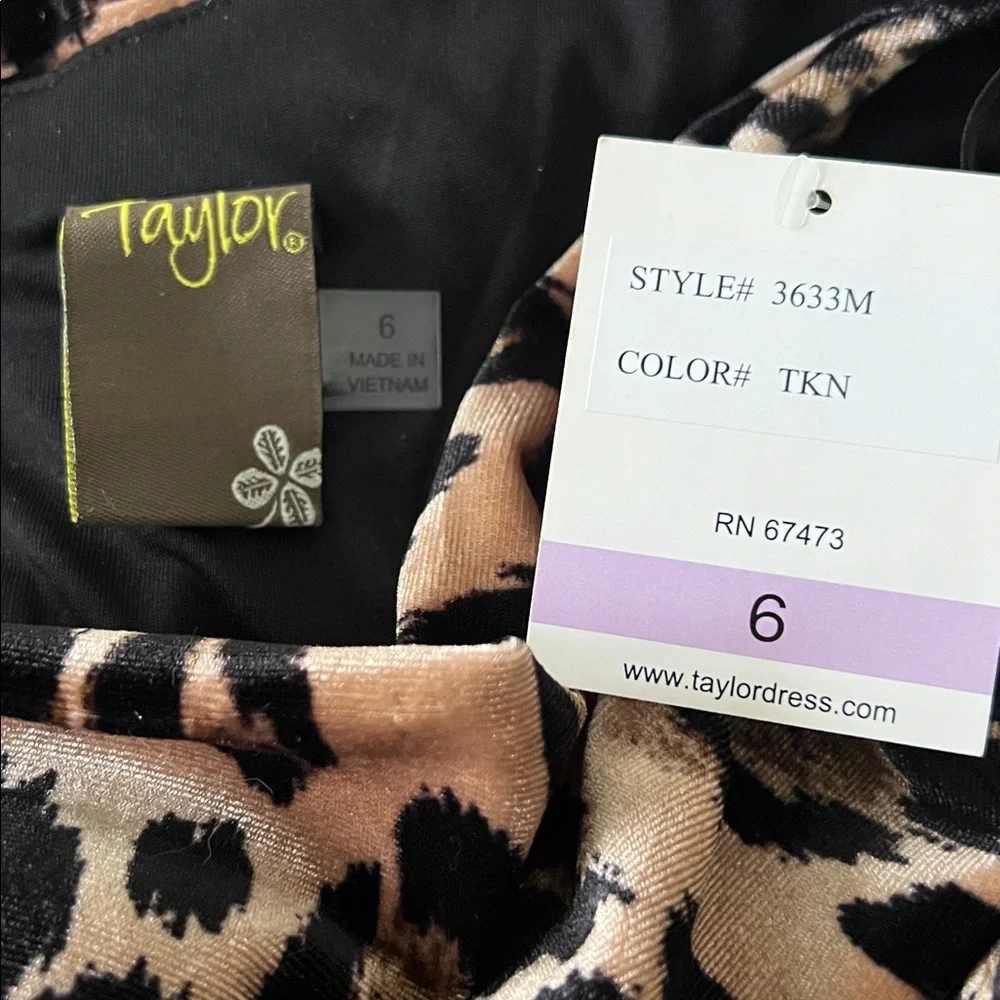 Taylor®
6
MADE IN
VIETNAM
STYLE# 3633M
COLOR# TKN
RN 67473
6
www.taylordress.com